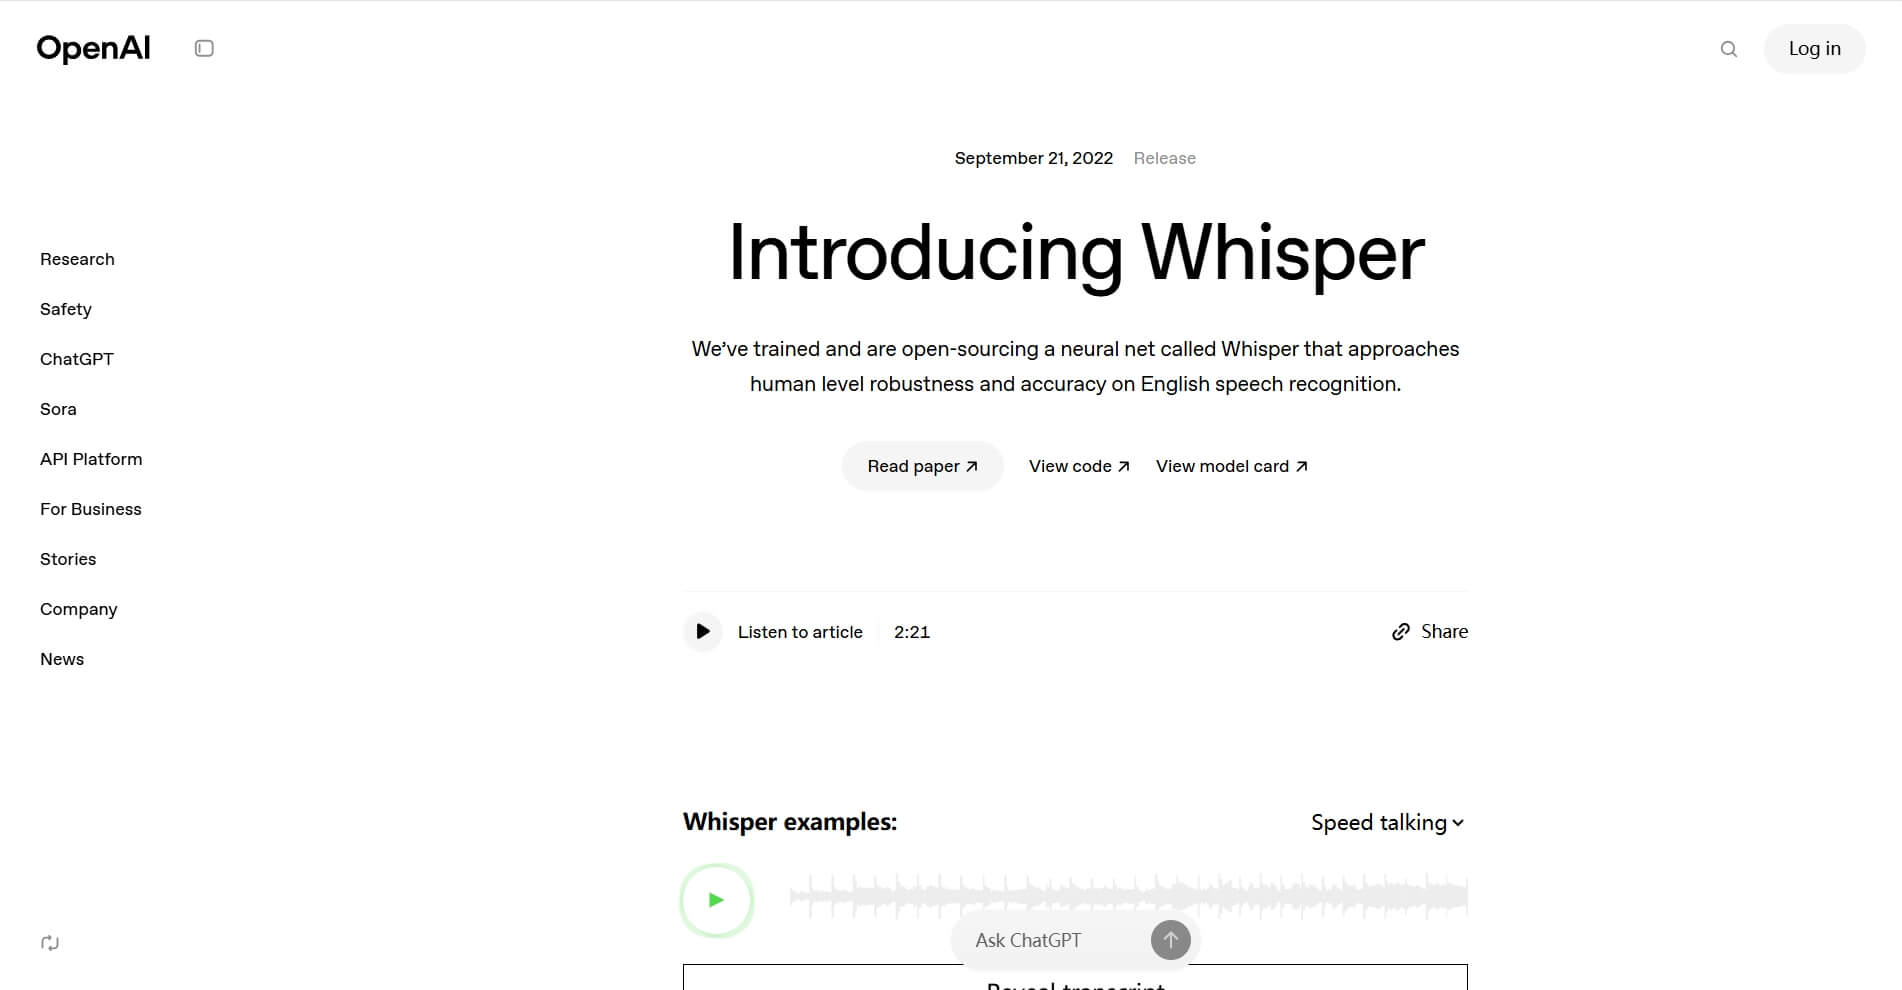 OpenAI
Log in
Research
Safety
ChatGPT
Sora
API Platform
For Business
Stories
Company
News
September 21, 2022 Release
Introducing Whisper
We’ve trained and are open-sourcing a neural net called Whisper that approaches
human level robustness and accuracy on English speech recognition.
Read paper ↗ View code ↗ View model card ↗
Listen to article 2:21 Share
Whisper examples: Speed talking
Ask ChatGPT
Reveal transcript